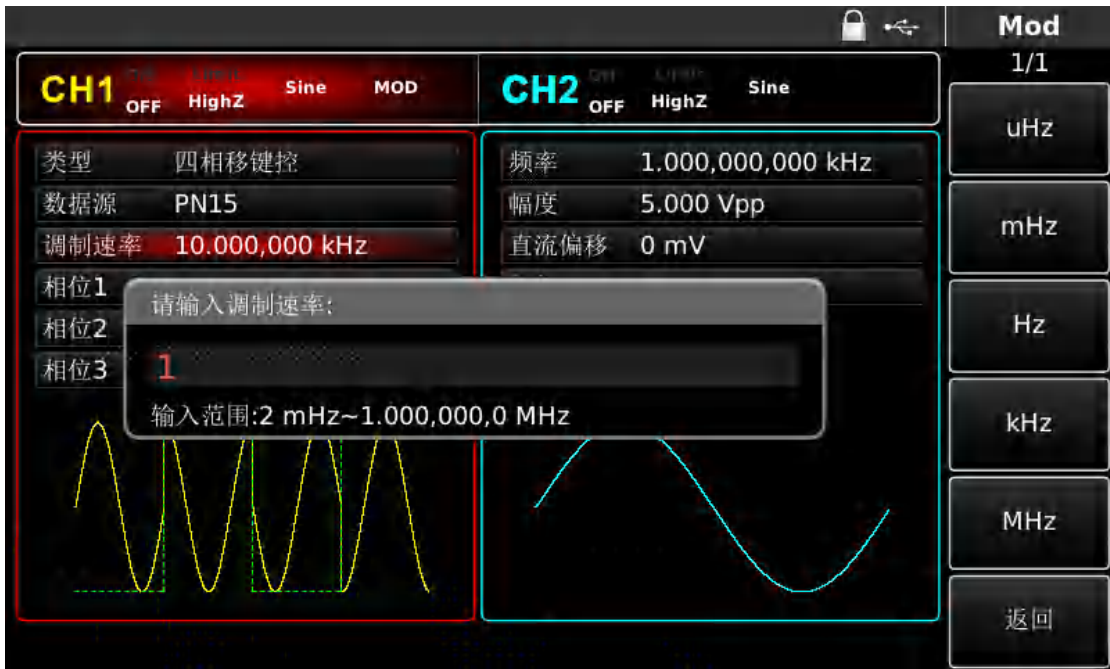 Mod
1/1
CH1 OFF HighZ Sine MOD
CH2 OFF HighZ Sine
uHz
mHz
Hz
kHz
MHz
返回
类型 四相移键控
数据源 PN15
调制速率 10.000,000 kHz
相位1
相位2
相位3
频率 1.000,000,000 kHz
幅度 5.000 Vpp
直流偏移 0 mV
请输入调制速率:
1
输入范围:2 mHz~1.000,000,0 MHz